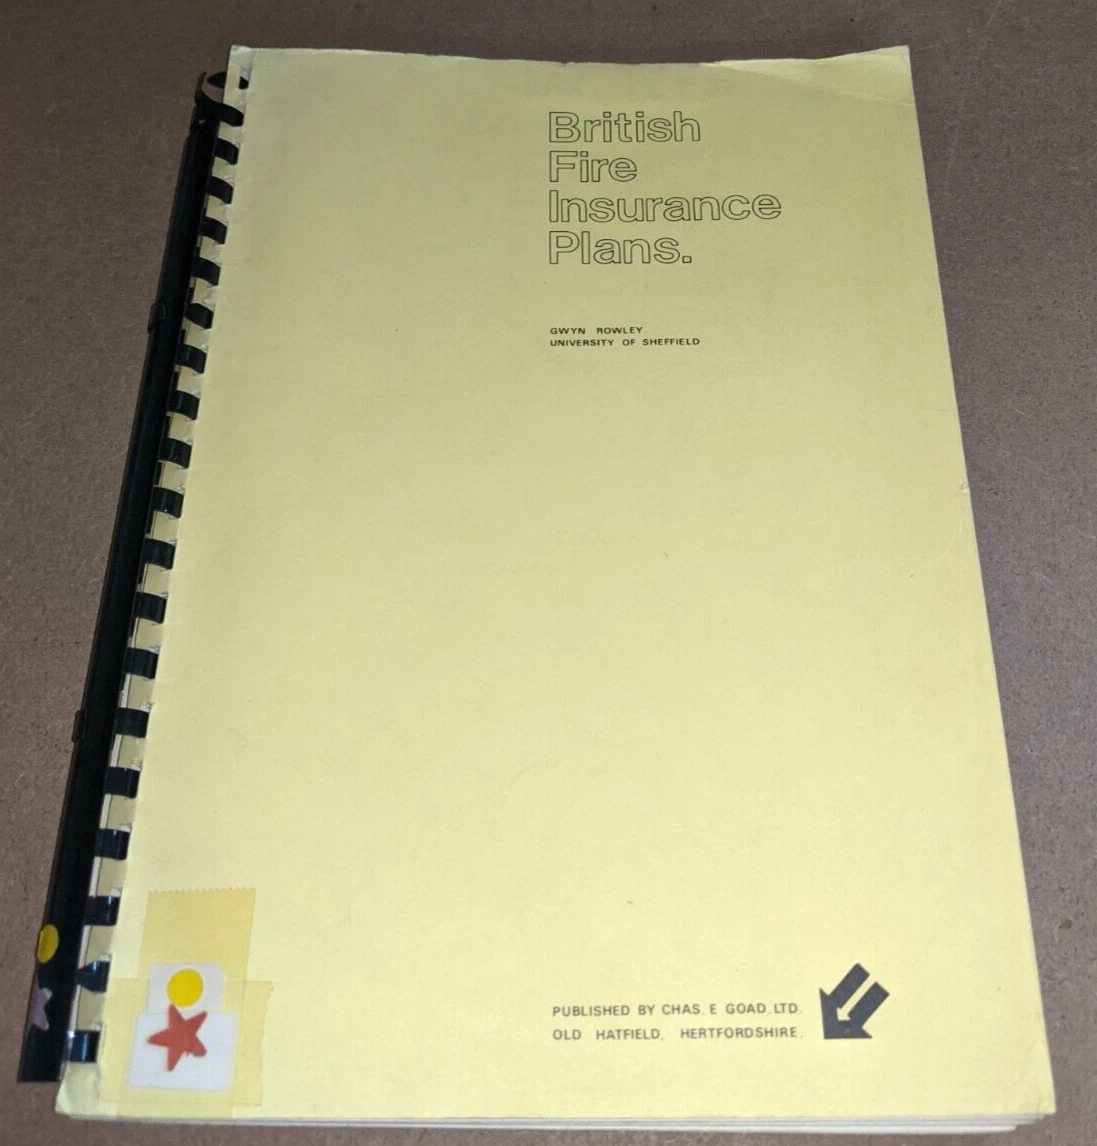 British
Fire
Insurance
Plans.
GWYN ROWLEY
UNIVERSITY OF SHEFFIELD
PUBLISHED BY CHAS. E GOAD. LTD.
OLD HATFIELD, HERTFORDSHIRE.